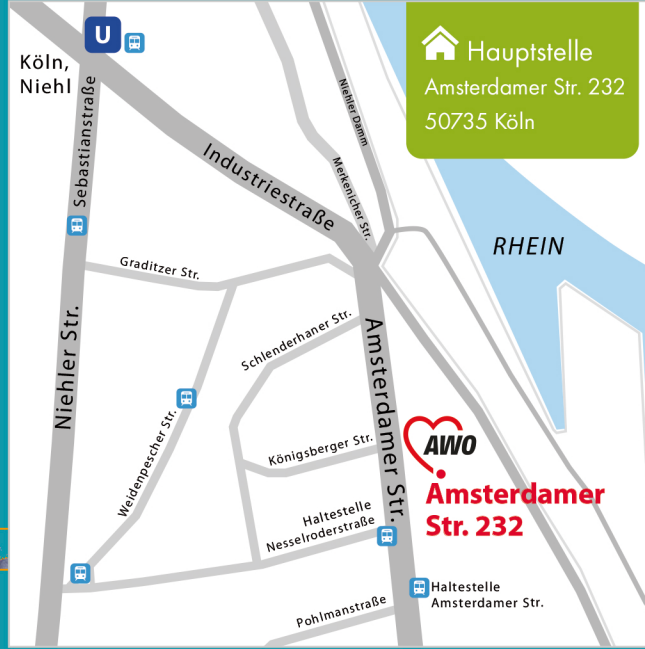 U
Köln,
Niehl
Hauptstelle
Amsterdamer Str. 232
50735 Köln
Sebastianstraße
Niehler Damm
Industriestraße
Merkenicher Str.
RHEIN
Graditzer Str.
Niehler Str.
Schlenderhaner Str.
Amsterdamer Str.
Weidenpescher Str.
Königsberger Str.
AWO
Amsterdamer
Str. 232
Haltestelle
Nesselroderstraße
Haltestelle
Amsterdamer Str.
Pohlmanstraße